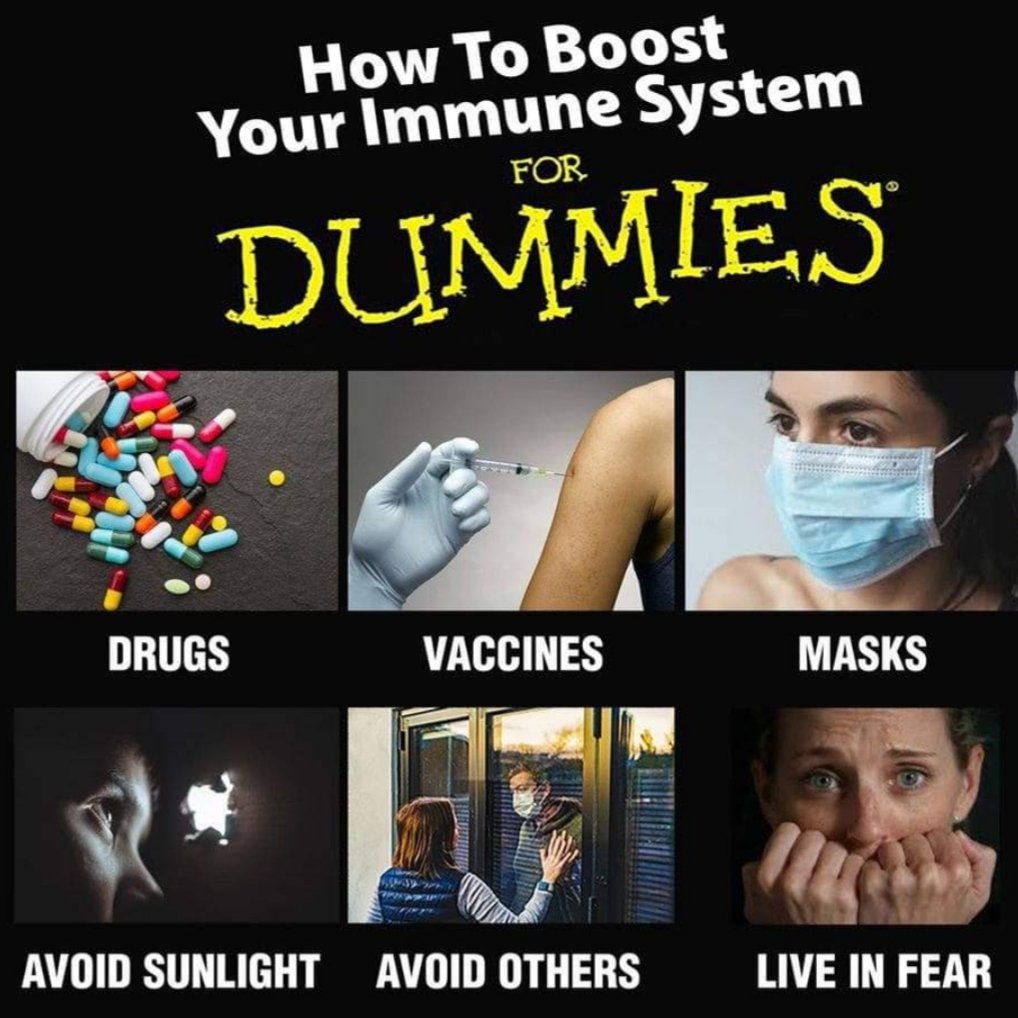 How To Boost
Your Immune System
FOR
DUMMIES®
DRUGS
VACCINES
MASKS
AVOID SUNLIGHT
AVOID OTHERS
LIVE IN FEAR